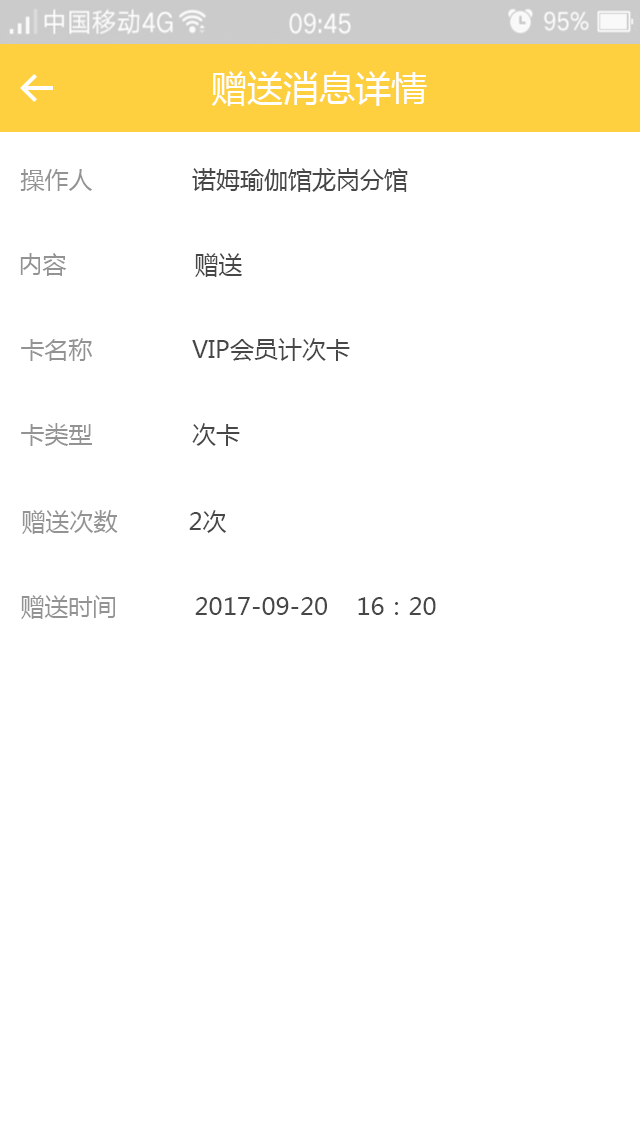 中国移动4G 09:45 95%
赠送消息详情
操作人 诺姆瑜伽馆龙岗分馆
内容 赠送
卡名称 VIP会员计次卡
卡类型 次卡
赠送次数 2次
赠送时间 2017-09-20 16：20